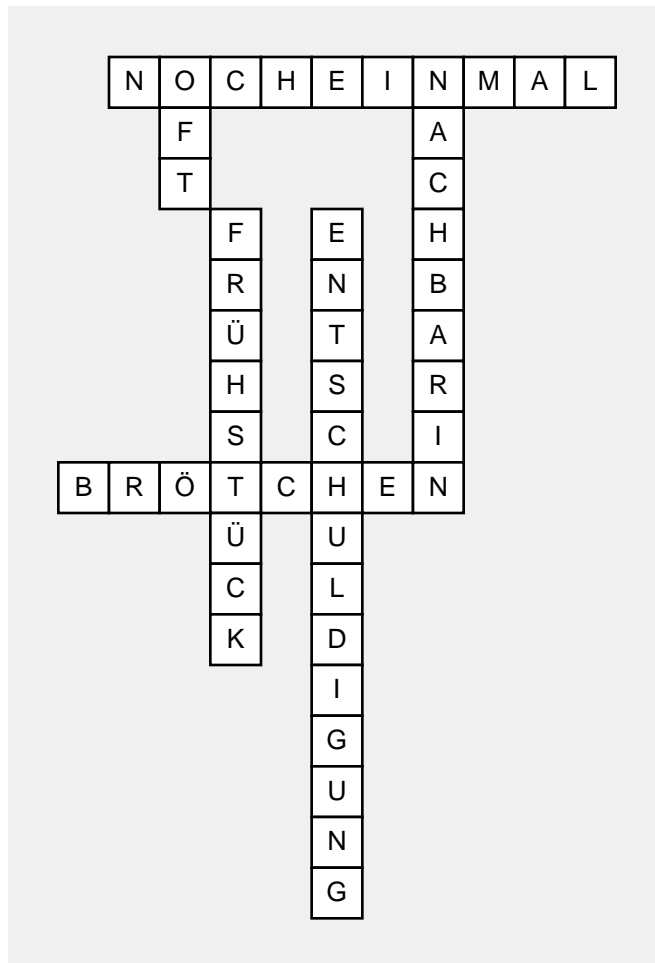 NOCHEINMAL
OFT
NACHBARIN
FRÜHSTÜCK
ENTSCHULDIGUNG
BRÖTCHEN